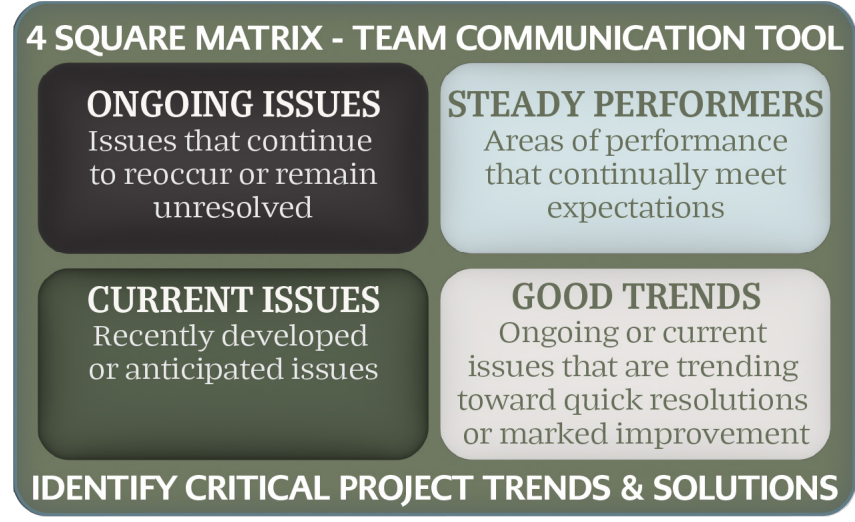 4 SQUARE MATRIX - TEAM COMMUNICATION TOOL
ONGOING ISSUES
Issues that continue
to reoccur or remain
unresolved
STEADY PERFORMERS
Areas of performance
that continually meet
expectations
CURRENT ISSUES
Recently developed
or anticipated issues
GOOD TRENDS
Ongoing or current
issues that are trending
toward quick resolutions
or marked improvement
IDENTIFY CRITICAL PROJECT TRENDS & SOLUTIONS